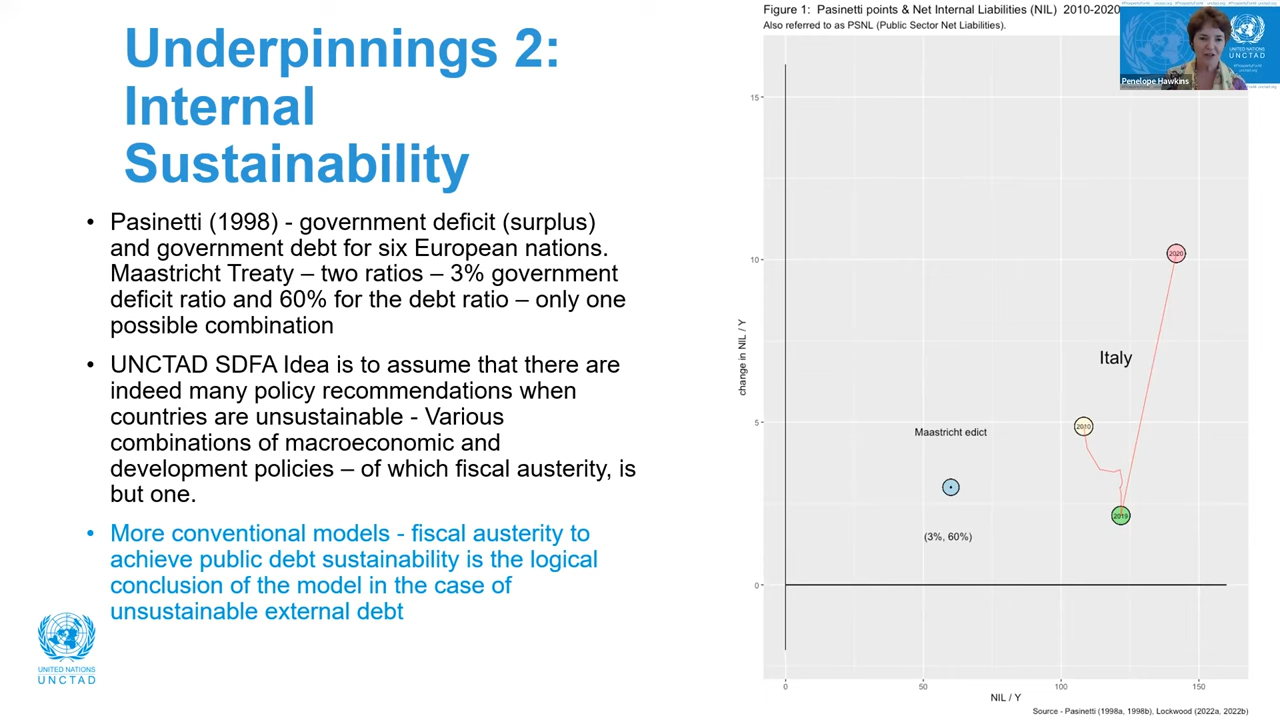 Underpinnings 2:
Internal
Sustainability
• Pasinetti (1998) - government deficit (surplus)
and government debt for six European nations.
Maastricht Treaty – two ratios – 3% government
deficit ratio and 60% for the debt ratio – only one
possible combination
• UNCTAD SDFA Idea is to assume that there are
indeed many policy recommendations when
countries are unsustainable - Various
combinations of macroeconomic and
development policies – of which fiscal austerity, is
but one.
• More conventional models - fiscal austerity to
achieve public debt sustainability is the logical
conclusion of the model in the case of
unsustainable external debt
UNITED NATIONS
UNCTAD
Figure 1: Pasinetti points & Net Internal Liabilities (NIL) 2010-2020
Also referred to as PSNL (Public Sector Net Liabilities).
15
10
5
0
change in NIL / Y
2020
Italy
2010
Maastricht edict
2019
(3%, 60%)
0
50
100
150
NIL / Y
Source - Pasinetti (1998a, 1998b), Lockwood (2022a, 2022b)
UNITED NATIONS
UNCTAD
Penelope Hawkins